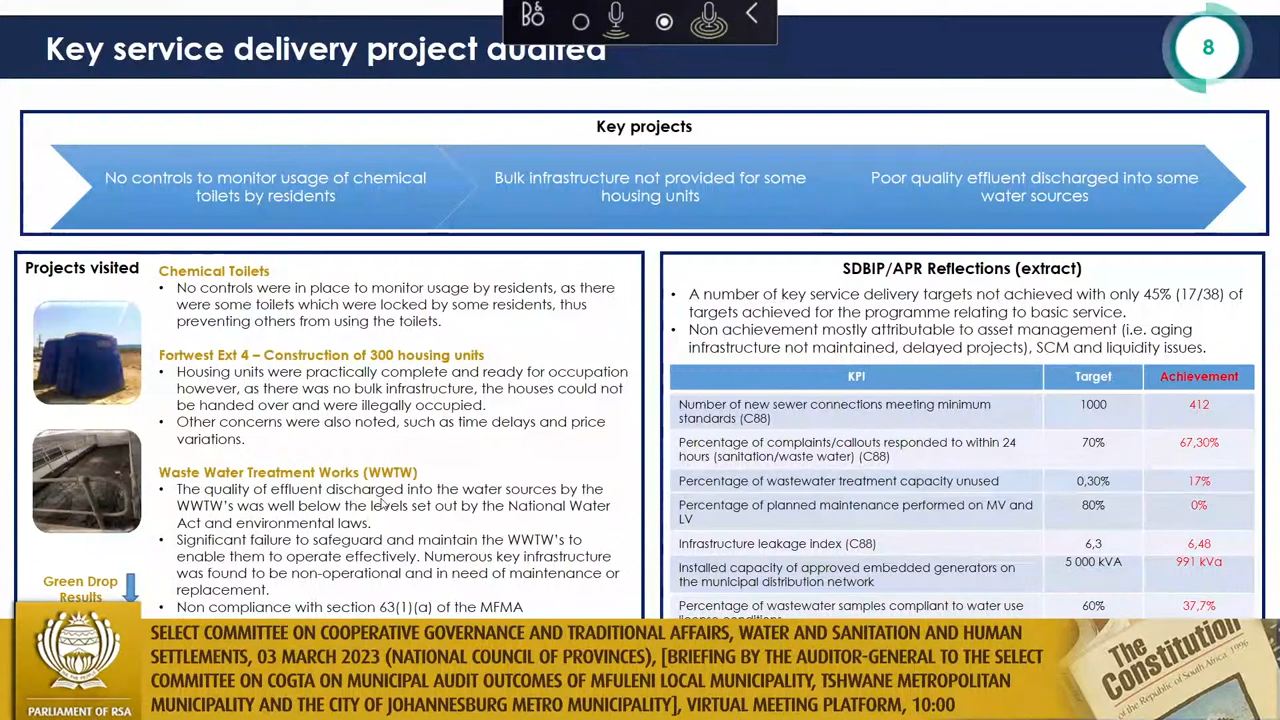 B&O
Key service delivery project audited
8
Key projects
No controls to monitor usage of chemical
toilets by residents
Bulk infrastructure not provided for some
housing units
Poor quality effluent discharged into some
water sources
Projects visited
Chemical Toilets
• No controls were in place to monitor usage by residents, as there
were some toilets which were locked by some residents, thus
preventing others from using the toilets.
Fortwest Ext 4 – Construction of 300 housing units
• Housing units were practically complete and ready for occupation
however, as there was no bulk infrastructure, the houses could not
be handed over and were illegally occupied.
• Other concerns were also noted, such as time delays and price
variations.
Waste Water Treatment Works (WWTW)
• The quality of effluent discharged into the water sources by the
WWTW's was well below the levels set out by the National Water
Act and environmental laws.
• Significant failure to safeguard and maintain the WWTW's to
enable them to operate effectively. Numerous key infrastructure
was found to be non-operational and in need of maintenance or
replacement.
• Non compliance with section 63(1)(a) of the MFMA
Green Drop
Results
SDBIP/APR Reflections (extract)
• A number of key service delivery targets not achieved with only 45% (17/38) of
targets achieved for the programme relating to basic service.
• Non achievement mostly attributable to asset management (i.e. aging
infrastructure not maintained, delayed projects), SCM and liquidity issues.
KPI Target Achievement
Number of new sewer connections meeting minimum
standards (C88) 1000 412
Percentage of complaints/callouts responded to within 24
hours (sanitation/waste water) (C88) 70% 67,30%
Percentage of wastewater treatment capacity unused 0,30% 17%
Percentage of planned maintenance performed on MV and
LV 80% 0%
Infrastructure leakage index (C88) 6,3 6,48
Installed capacity of approved embedded generators on
the municipal distribution network 5 000 kVA 991 kVa
Percentage of wastewater samples compliant to water use 60% 37,7%
SELECT COMMITTEE ON COOPERATIVE GOVERNANCE AND TRADITIONAL AFFAIRS, WATER AND SANITATION AND HUMAN
SETTLEMENTS, 03 MARCH 2023 (NATIONAL COUNCIL OF PROVINCES), [BRIEFING BY THE AUDITOR-GENERAL TO THE SELECT
COMMITTEE ON COGTA ON MUNICIPAL AUDIT OUTCOMES OF MFULENI LOCAL MUNICIPALITY, TSHWANE METROPOLITAN
MUNICIPALITY AND THE CITY OF JOHANNESBURG METRO MUNICIPALITY], VIRTUAL MEETING PLATFORM, 10:00
PARLIAMENT OF RSA
The
Constitution
of the Republic of South Africa, 1996